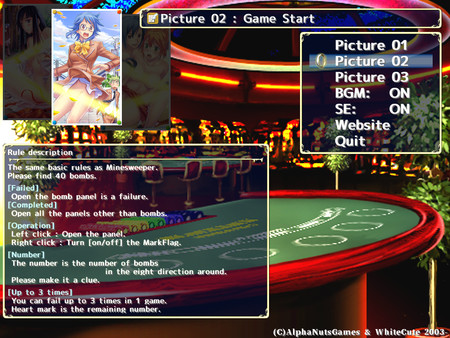 Picture 02 : Game Start
Picture 01
Picture 02
Picture 03
BGM: ON
SE: ON
Website
Quit
Rule description
The same basic rules as Minesweeper.
Please find 40 bombs.
[Failed]
Open the bomb panel is a failure.
[Completed]
Open all the panels other than bombs.
[Operation]
Left click : Open the panel.
Right click : Turn [on/off] the MarkFlag.
[Number]
The number is the number of bombs
in the eight direction around.
Please make it a clue.
[Up to 3 times]
You can fail up to 3 times in 1 game.
Heart mark is the remaining number.
(C)AlphaNutsGames & WhiteCute 2003-